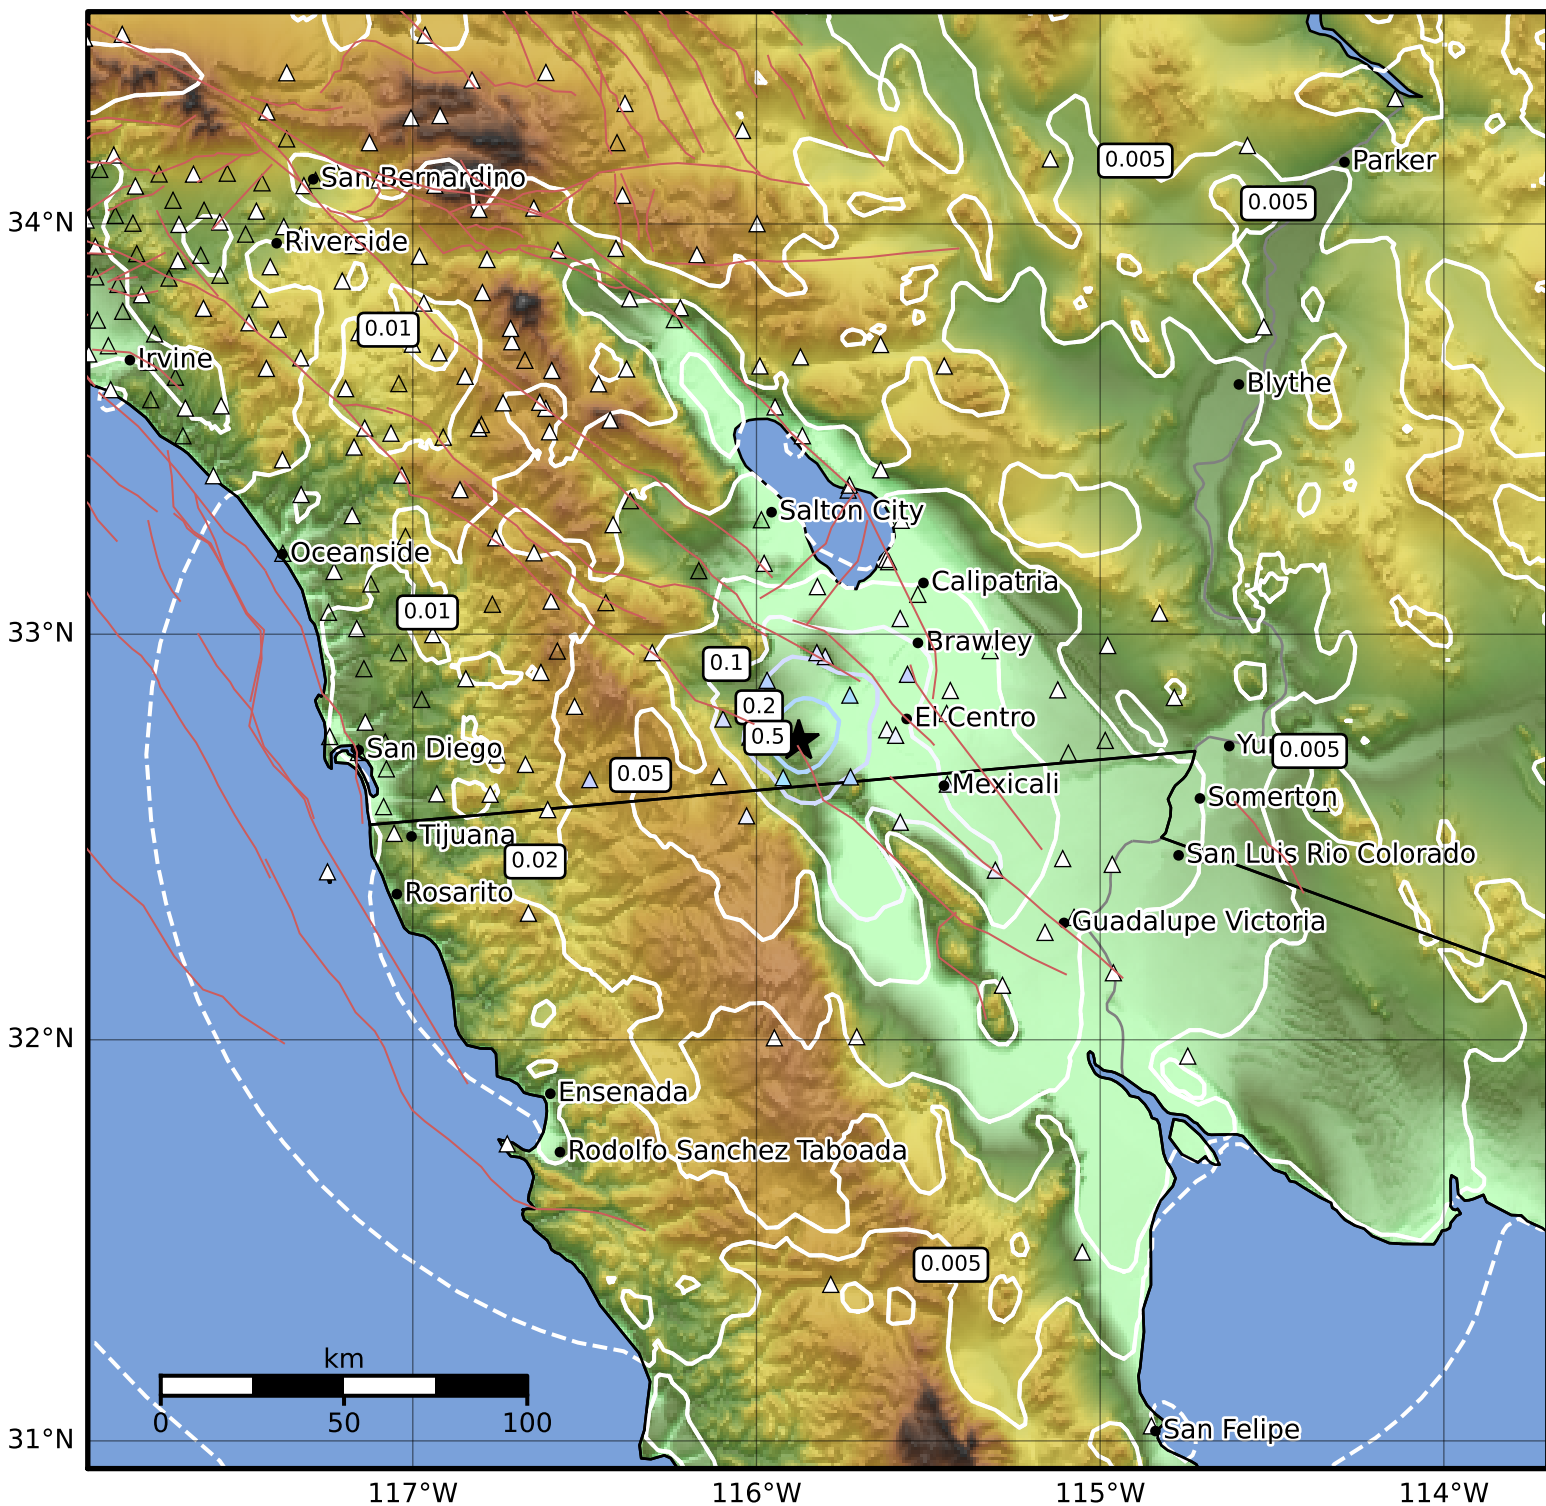 0.005
Parker
San Bernardino
0.005
34°N
Riverside
0.01
Irvine
Blythe
Salton City
Oceanside
Calipatria
0.01
33°N
Brawley
0.1
0.2
El Centro
0.5
San Diego
0.005
0.05
Mexicali
Somerton
Tijuana
0.02
San Luis Rio Colorado
Rosarito
Guadalupe Victoria
32°N
Ensenada
Rodolfo Sanchez Taboada
0.005
km
0 50 100
31°N
San Felipe
117°W 116°W 115°W 114°W